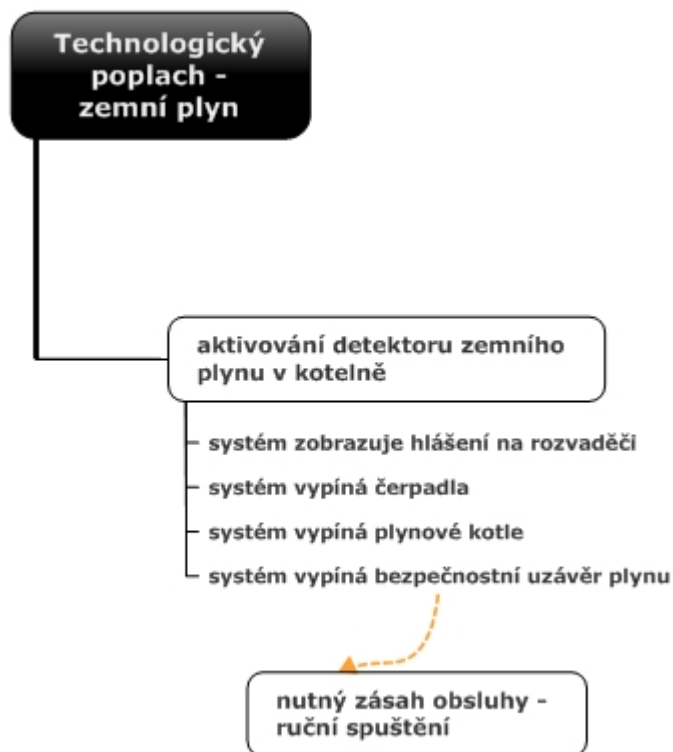 Technologický
poplach -
zemní plyn
aktivování detektoru zemního
plynu v kotelně
systém zobrazuje hlášení na rozvaděči
systém vypíná čerpadla
systém vypíná plynové kotle
systém vypíná bezpečnostní uzávěr plynu
nutný zásah obsluhy -
ruční spuštění